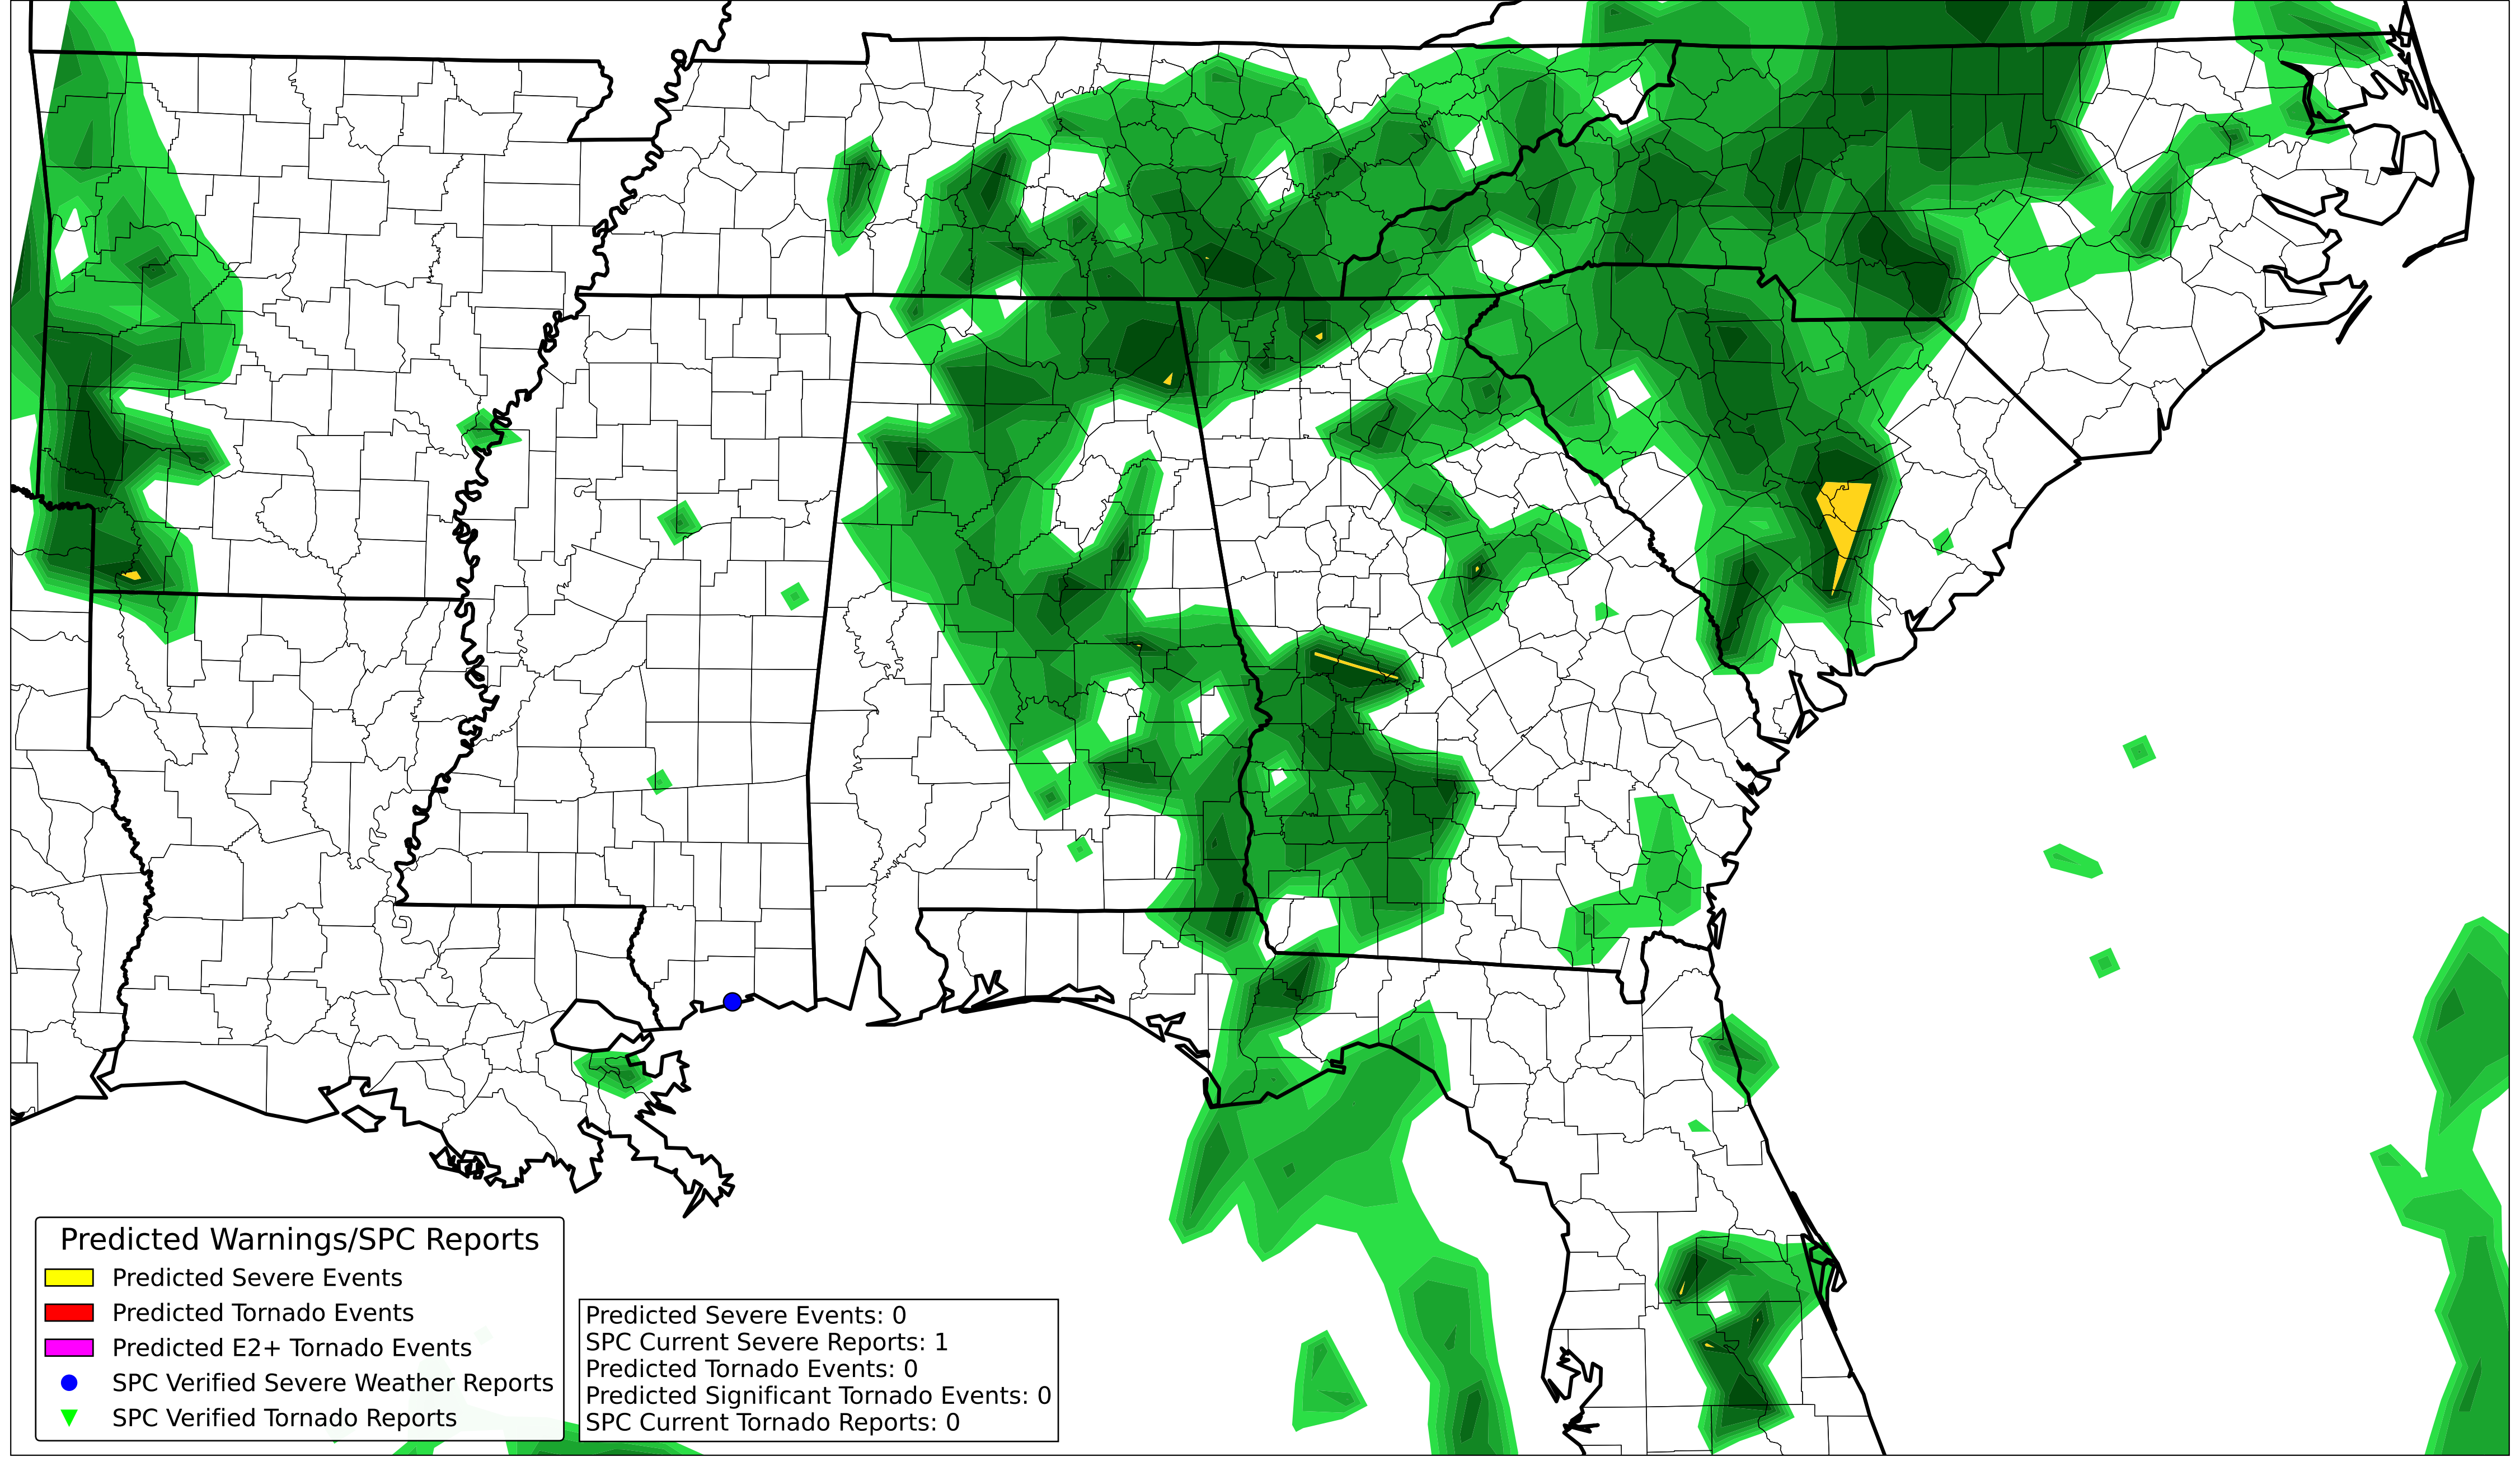 Predicted Warnings/SPC Reports
Predicted Severe Events
Predicted Tornado Events
Predicted E2+ Tornado Events
SPC Verified Severe Weather Reports
SPC Verified Tornado Reports
Predicted Severe Events: 0
SPC Current Severe Reports: 1
Predicted Tornado Events: 0
Predicted Significant Tornado Events: 0
SPC Current Tornado Reports: 0